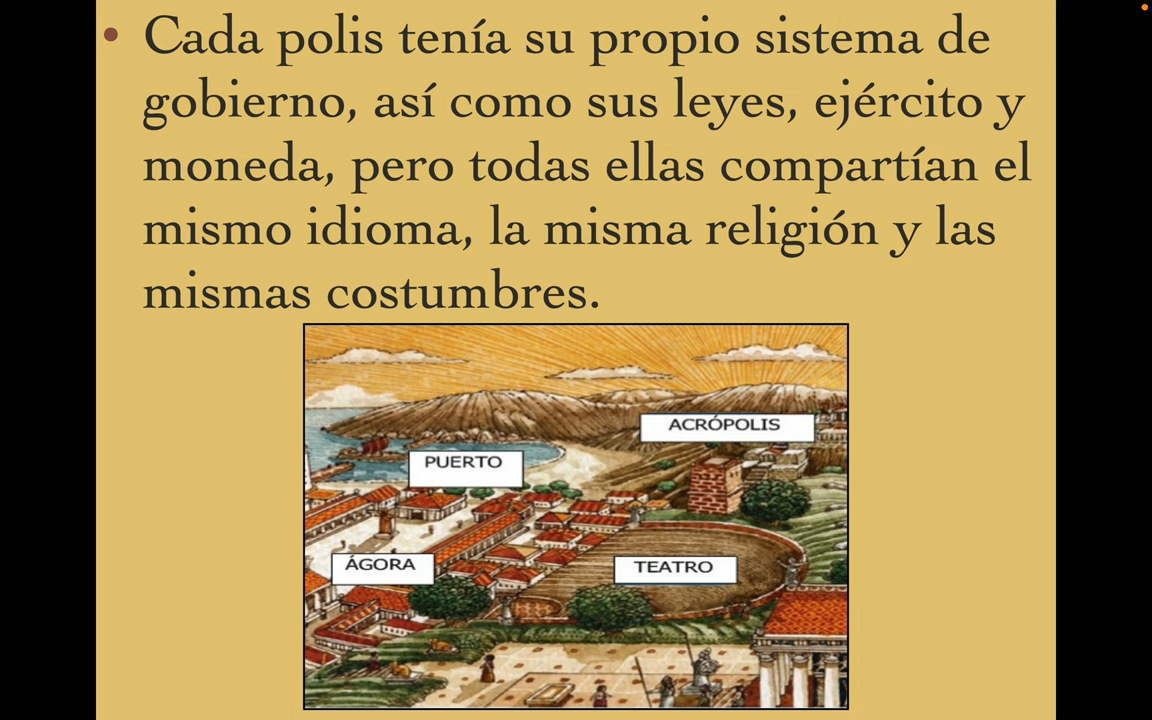 • Cada polis tenía su propio sistema de
gobierno, así como sus leyes, ejército y
moneda, pero todas ellas compartían el
mismo idioma, la misma religión y las
mismas costumbres.
ACRÓPOLIS
PUERTO
ÁGORA
TEATRO